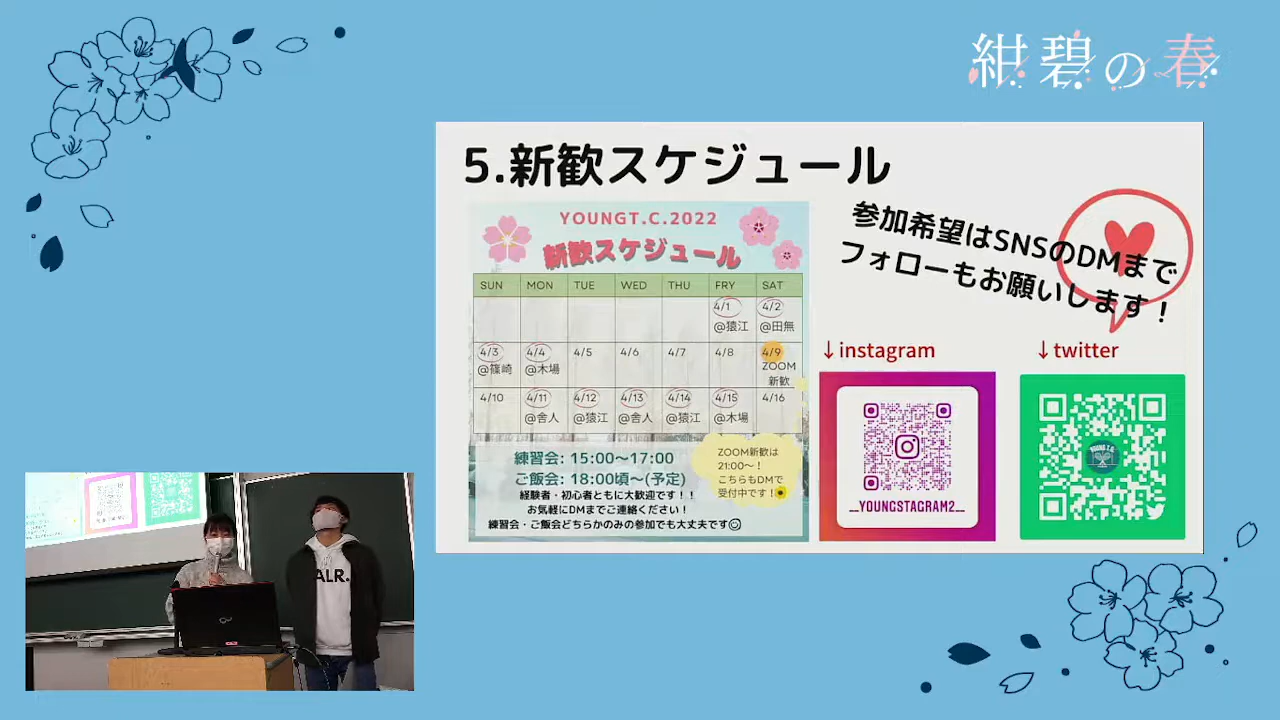 紺碧の春
5.新歓スケジュール
YOUNGT.C.2022
新歓スケジュール
SUN MON TUE WED THU FRY SAT
4/1 4/2
@猿江 @田無
4/3 4/4 4/5 4/6 4/7 4/8 4/9
@篠崎 @木場 ZOOM
新歓
4/10 4/11 4/12 4/13 4/14 4/15 4/16
@舎人 @猿江 @舎人 @猿江 @木場
練習会: 15:00〜17:00
ご飯会: 18:00頃〜(予定)
経験者・初心者ともに大歓迎です！！
お気軽にDMまでご連絡ください！
練習会・ご飯会どちらかのみの参加でも大丈夫です
ZOOM新歓は
21:00〜！
こちらもDMで
受付中です！
参加希望はSNSのDMまで
フォローもお願いします！
↓instagram
↓twitter
__YOUNGSTAGRAM2__
YOUNG T.C.
ALR.